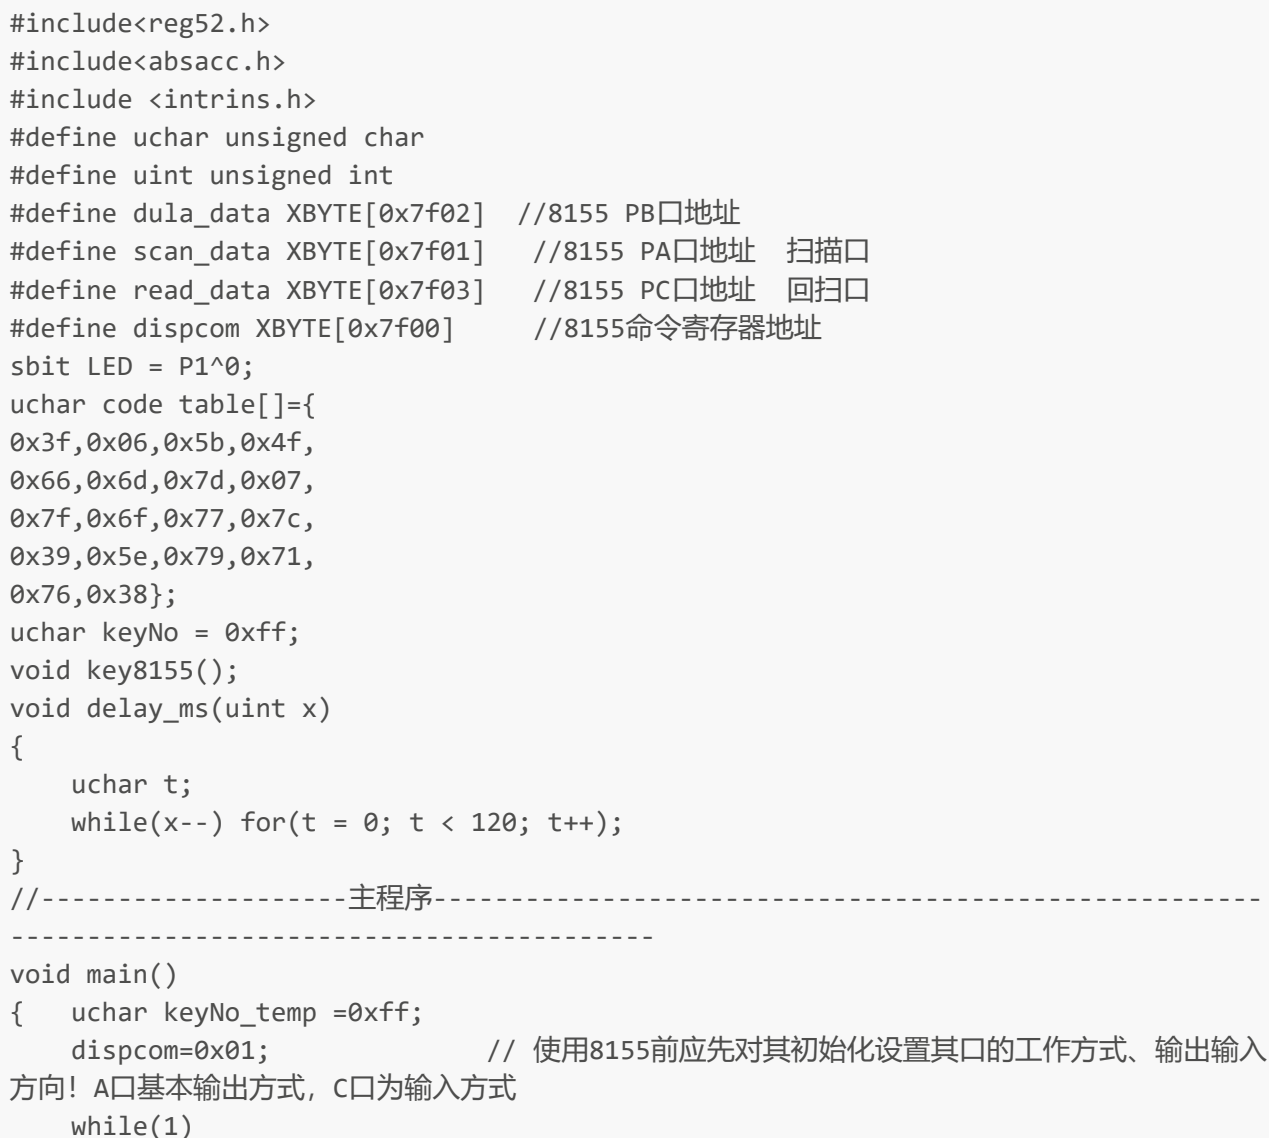 #include<reg52.h>
#include<absacc.h>
#include <intrins.h>
#define uchar unsigned char
#define uint unsigned int
#define dula_data XBYTE[0x7f02]  //8155 PB口地址
#define scan_data XBYTE[0x7f01]   //8155 PA口地址  扫描口
#define read_data XBYTE[0x7f03]   //8155 PC口地址  回扫口
#define dispcom XBYTE[0x7f00]     //8155命令寄存器地址
sbit LED = P1^0;
uchar code table[]={
0x3f,0x06,0x5b,0x4f,
0x66,0x6d,0x7d,0x07,
0x7f,0x6f,0x77,0x7c,
0x39,0x5e,0x79,0x71,
0x76,0x38};
uchar keyNo = 0xff;
void key8155();
void delay_ms(uint x)
{
    uchar t;
    while(x--) for(t = 0; t < 120; t++);
}
//--------------------主程序------------------------------------------------------
------------------------------------------
void main()
{   uchar keyNo_temp =0xff;
    dispcom=0x01;              // 使用8155前应先对其初始化设置其口的工作方式、输出输入
方向！A口基本输出方式，C口为输入方式
    while(1)